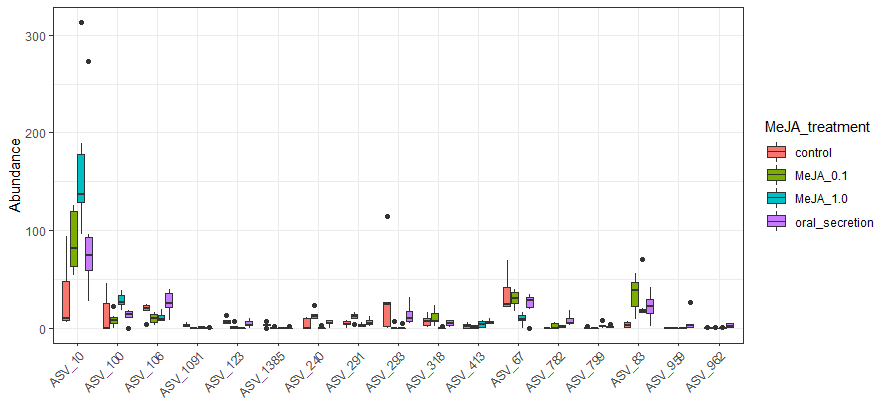 Abundance
300
200
100
0
ASV_10
ASV_100
ASV_106
ASV_1091
ASV_123
ASV_1385
ASV_240
ASV_291
ASV_293
ASV_318
ASV_413
ASV_67
ASV_782
ASV_799
ASV_83
ASV_959
ASV_962
MeJA_treatment
control
MeJA_0.1
MeJA_1.0
oral_secretion